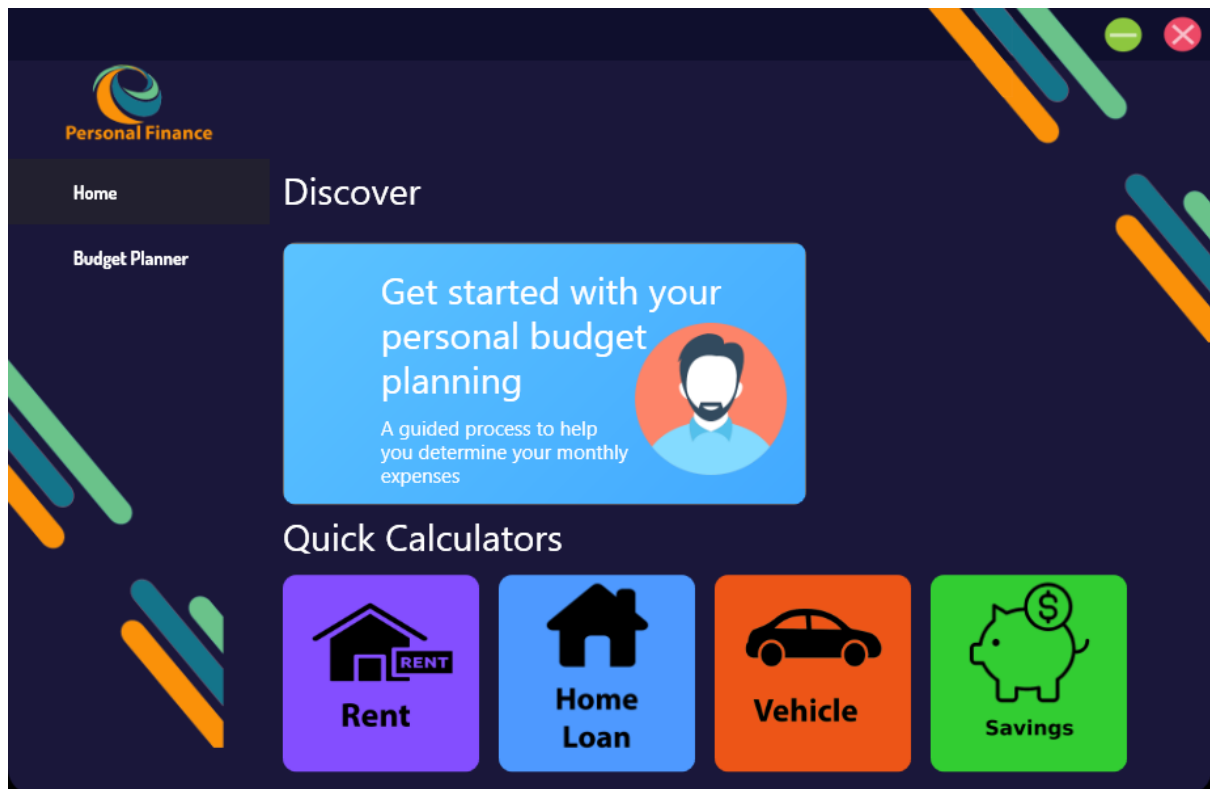 Personal Finance
Home
Budget Planner
Discover
Get started with your
personal budget
planning
A guided process to help
you determine your monthly
expenses
Quick Calculators
RENT
Rent
Home
Loan
Vehicle
$
Savings